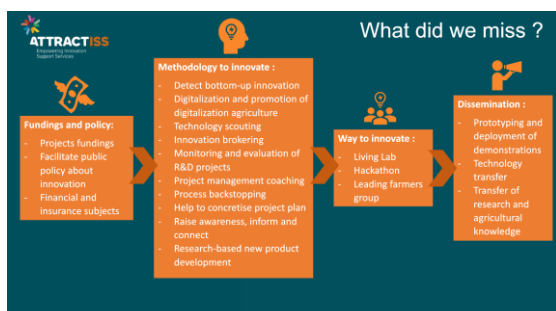 What did we miss ?
ATTRACTISS
Empowering Innovation
Support Services
Fundings and policy:
- Projects fundings
- Facilitate public
policy about
innovation
- Financial and
insurance subjects
Methodology to innovate :
- Detect bottom-up innovation
- Digitalization and promotion of
digitalization agriculture
- Technology scouting
- Innovation brokering
- Monitoring and evaluation of
R&D projects
- Project management coaching
- Process backstopping
- Help to concretise project plan
- Raise awareness, inform and
connect
- Research-based new product
development
Way to innovate :
- Living Lab
- Hackathon
- Leading farmers
group
Dissemination :
- Prototyping and
deployment of
demonstrations
- Technology
transfer
- Transfer of
research and
agricultural
knowledge